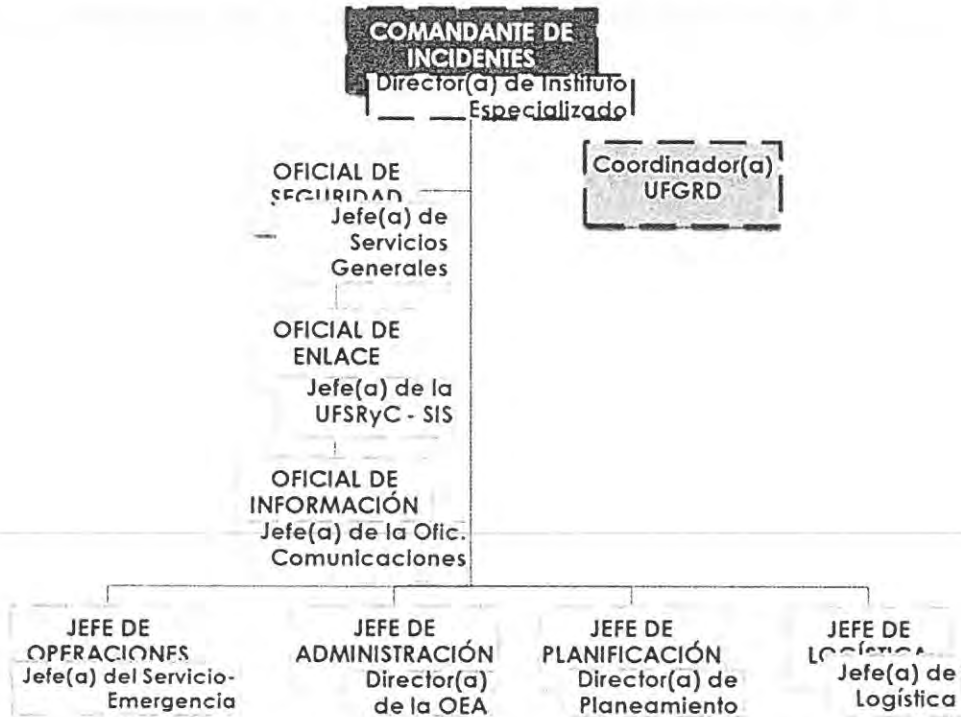 COMANDANTE DE
INCIDENTES
Director(a) de Instituto
Especializado
Coordinador(a)
UFGRD
OFICIAL DE
SEGURIDAD
Jefe(a) de
Servicios
Generales
OFICIAL DE
ENLACE
Jefe(a) de la
UFSRyC - SIS
OFICIAL DE
INFORMACIÓN
Jefe(a) de la Ofic.
Comunicaciones
JEFE DE
OPERACIONES
Jefe(a) del Servicio-
Emergencia
JEFE DE
ADMINISTRACIÓN
Director(a)
de la OEA
JEFE DE
PLANIFICACIÓN
Director(a) de
Planeamiento
JEFE DE
LOGÍSTICA
Jefe(a) de
Logística